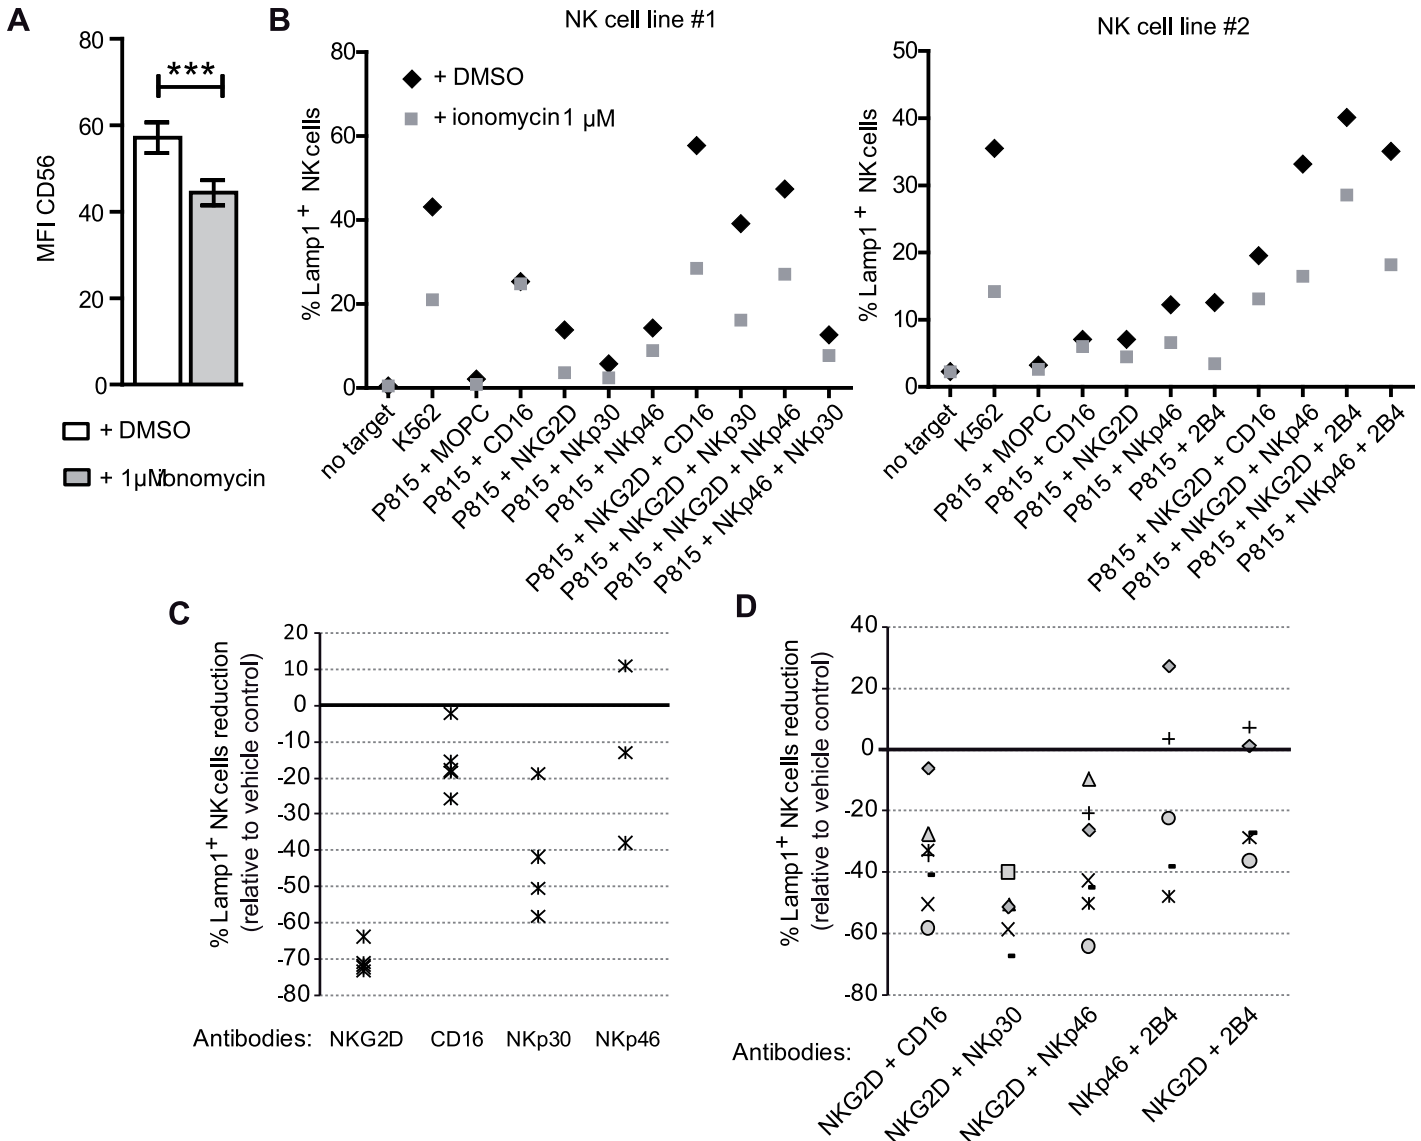 A
80
60
40
20
0
MFI CD56
***
+ DMSO
+ 1µM ionomycin
B
NK cell line #1
80
60
40
20
0
% Lamp1+ NK cells
+ DMSO
+ ionomycin 1 µM
no target
K562
P815 + MOPC
P815 + CD16
P815 + NKG2D
P815 + NKp30
P815 + NKp46
P815 + NKG2D + CD16
P815 + NKG2D + NKp30
P815 + NKG2D + NKp46
P815 + NKp46 + NKp30
NK cell line #2
50
40
30
20
10
0
% Lamp1+ NK cells
no target
K562
P815 + MOPC
P815 + CD16
P815 + NKG2D
P815 + NKp46
P815 + 2B4
P815 + NKG2D + CD16
P815 + NKG2D + NKp46
P815 + NKG2D + 2B4
P815 + NKp46 + 2B4
C
% Lamp1+ NK cells reduction
(relative to vehicle control)
20
10
0
-10
-20
-30
-40
-50
-60
-70
-80
Antibodies: NKG2D CD16 NKp30 NKp46
D
% Lamp1+ NK cells reduction
(relative to vehicle control)
40
20
0
-20
-40
-60
-80
Antibodies:
NKG2D + CD16
NKG2D + NKp30
NKG2D + NKp46
NKp46 + 2B4
NKG2D + 2B4